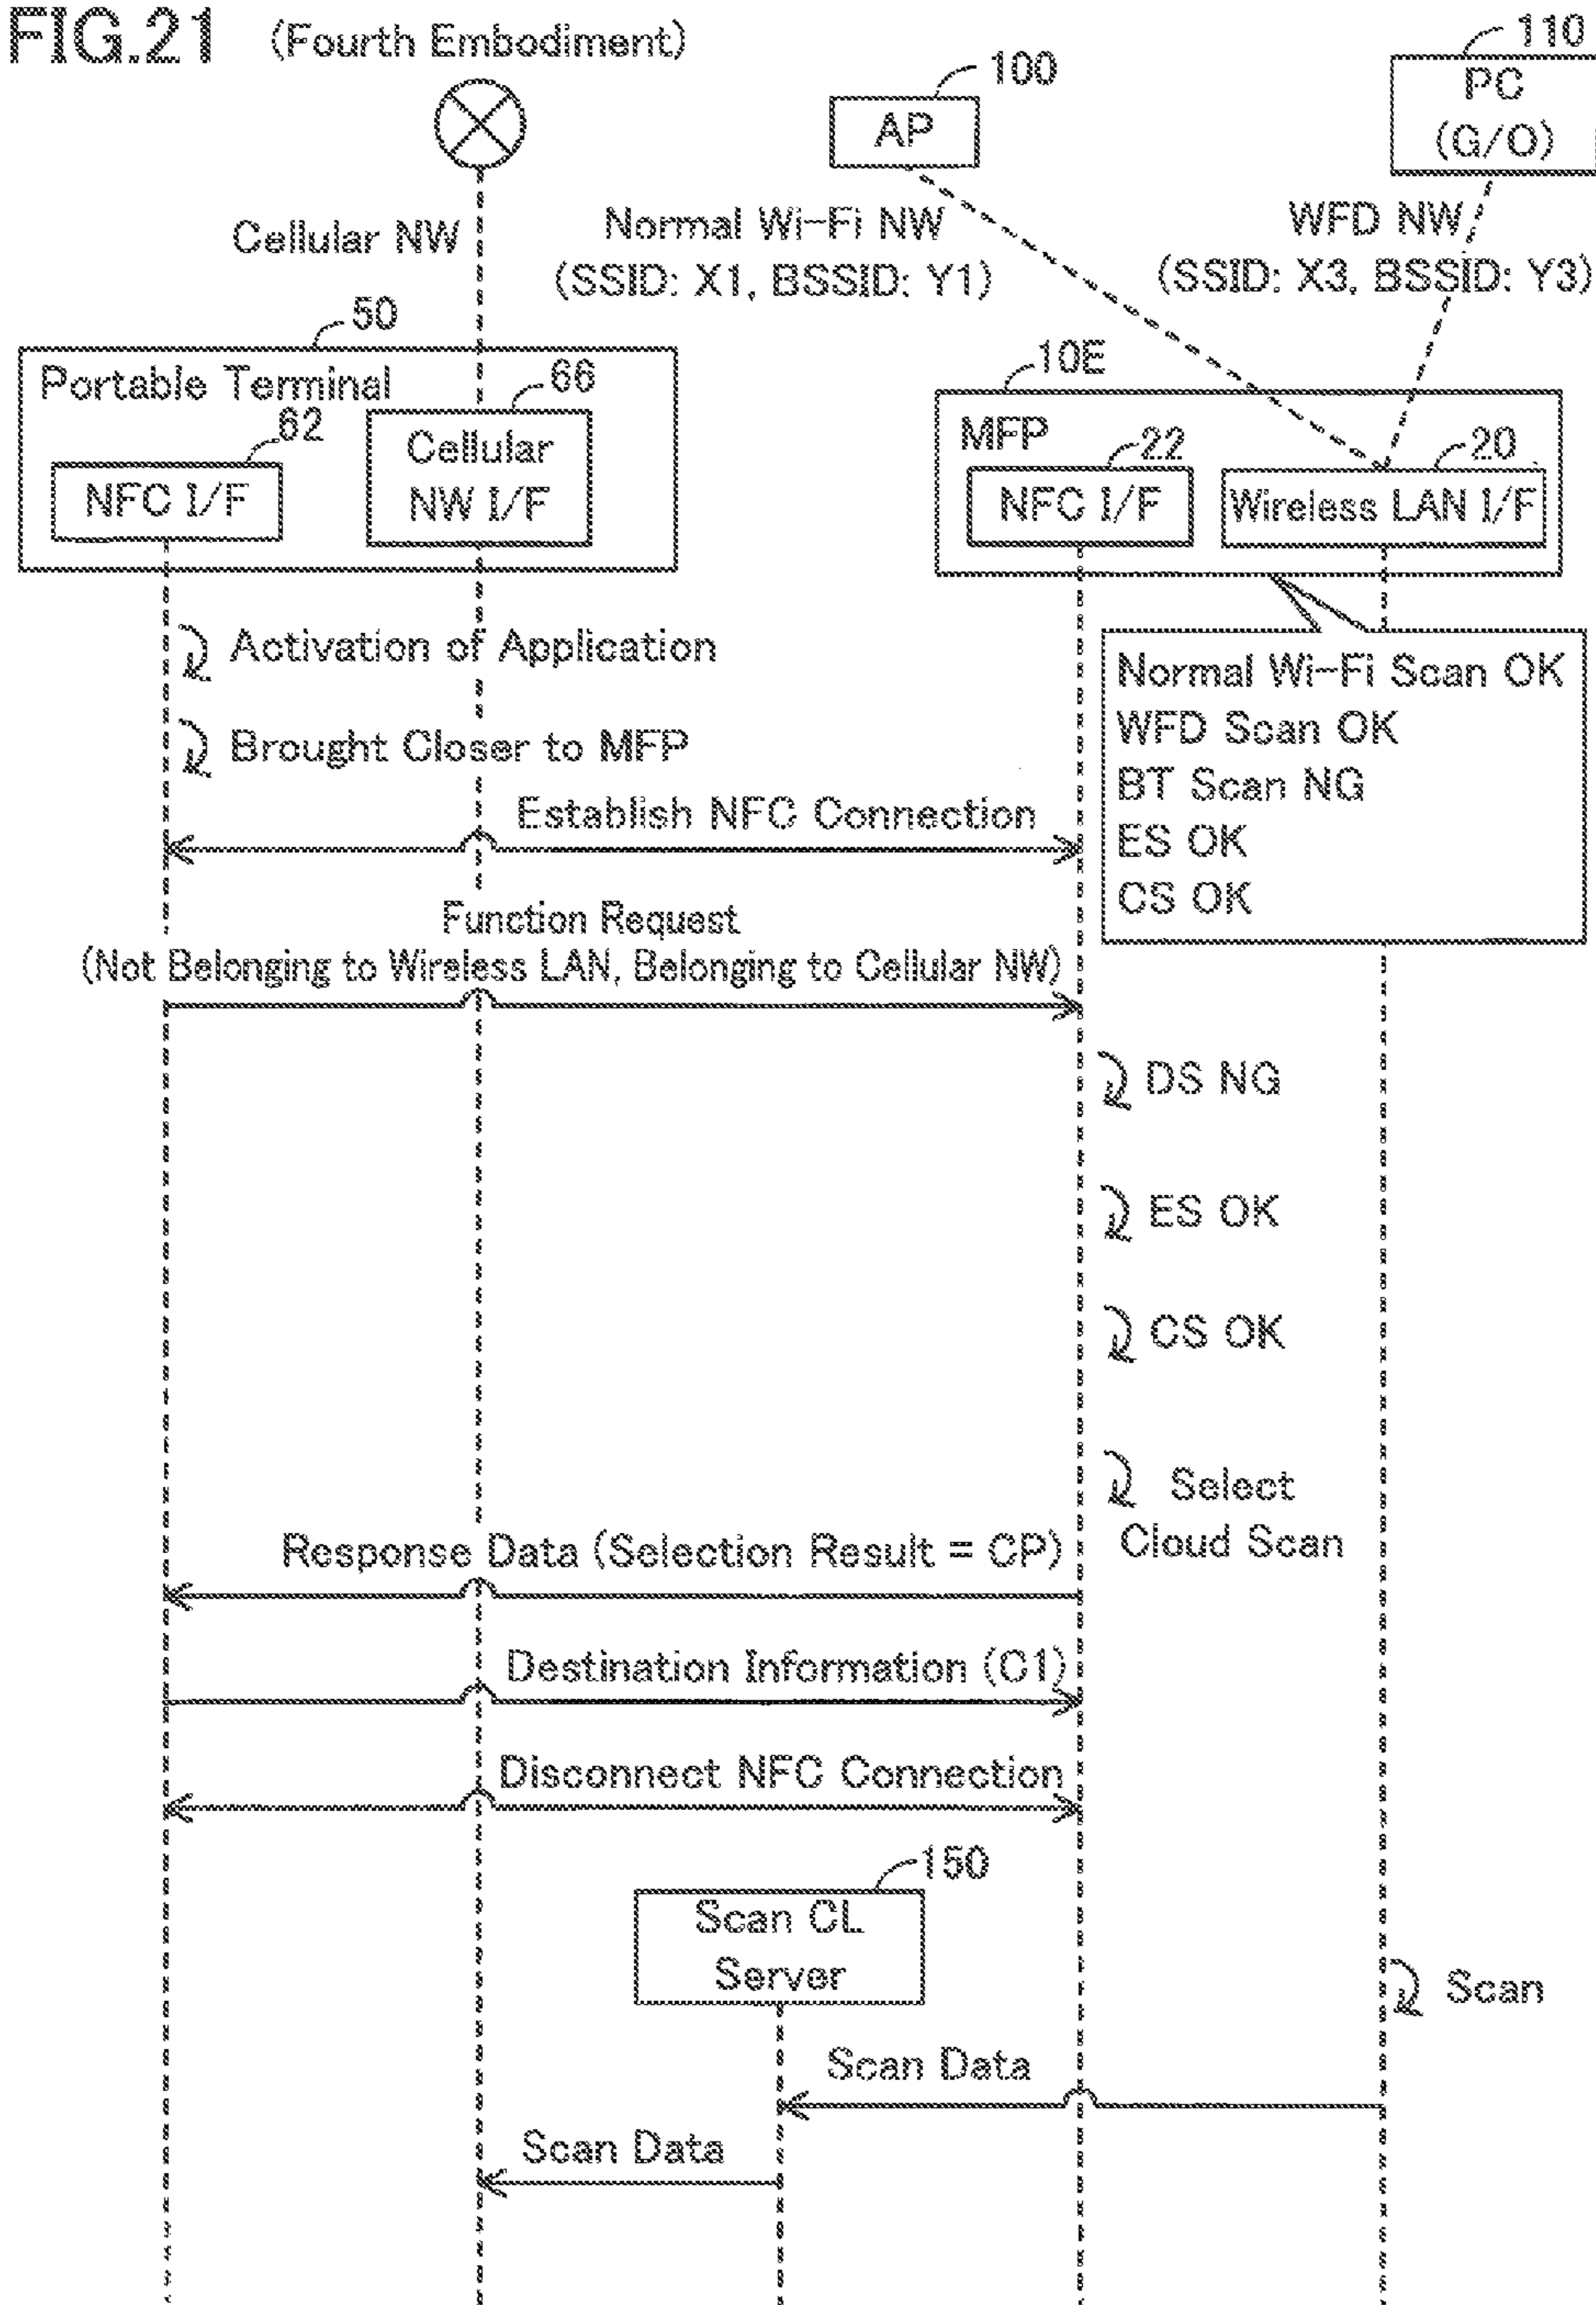 FIG.21 (Fourth Embodiment)
100
AP
110
PC
(G/O)
Cellular NW
Normal Wi-Fi NW
(SSID: X1, BSSID: Y1)
WFD NW
(SSID: X3, BSSID: Y3)
50
Portable Terminal
62
NFC I/F
66
Cellular
NW I/F
10E
MFP
22
NFC I/F
20
Wireless LAN I/F
Activation of Application
Brought Closer to MFP
Normal Wi-Fi Scan OK
WFD Scan OK
BT Scan NG
ES OK
CS OK
Establish NFC Connection
Function Request
(Not Belonging to Wireless LAN, Belonging to Cellular NW)
DS NG
ES OK
CS OK
Select
Cloud Scan
Response Data (Selection Result = CP)
Destination Information (C1)
Disconnect NFC Connection
150
Scan CL
Server
Scan
Scan Data
Scan Data